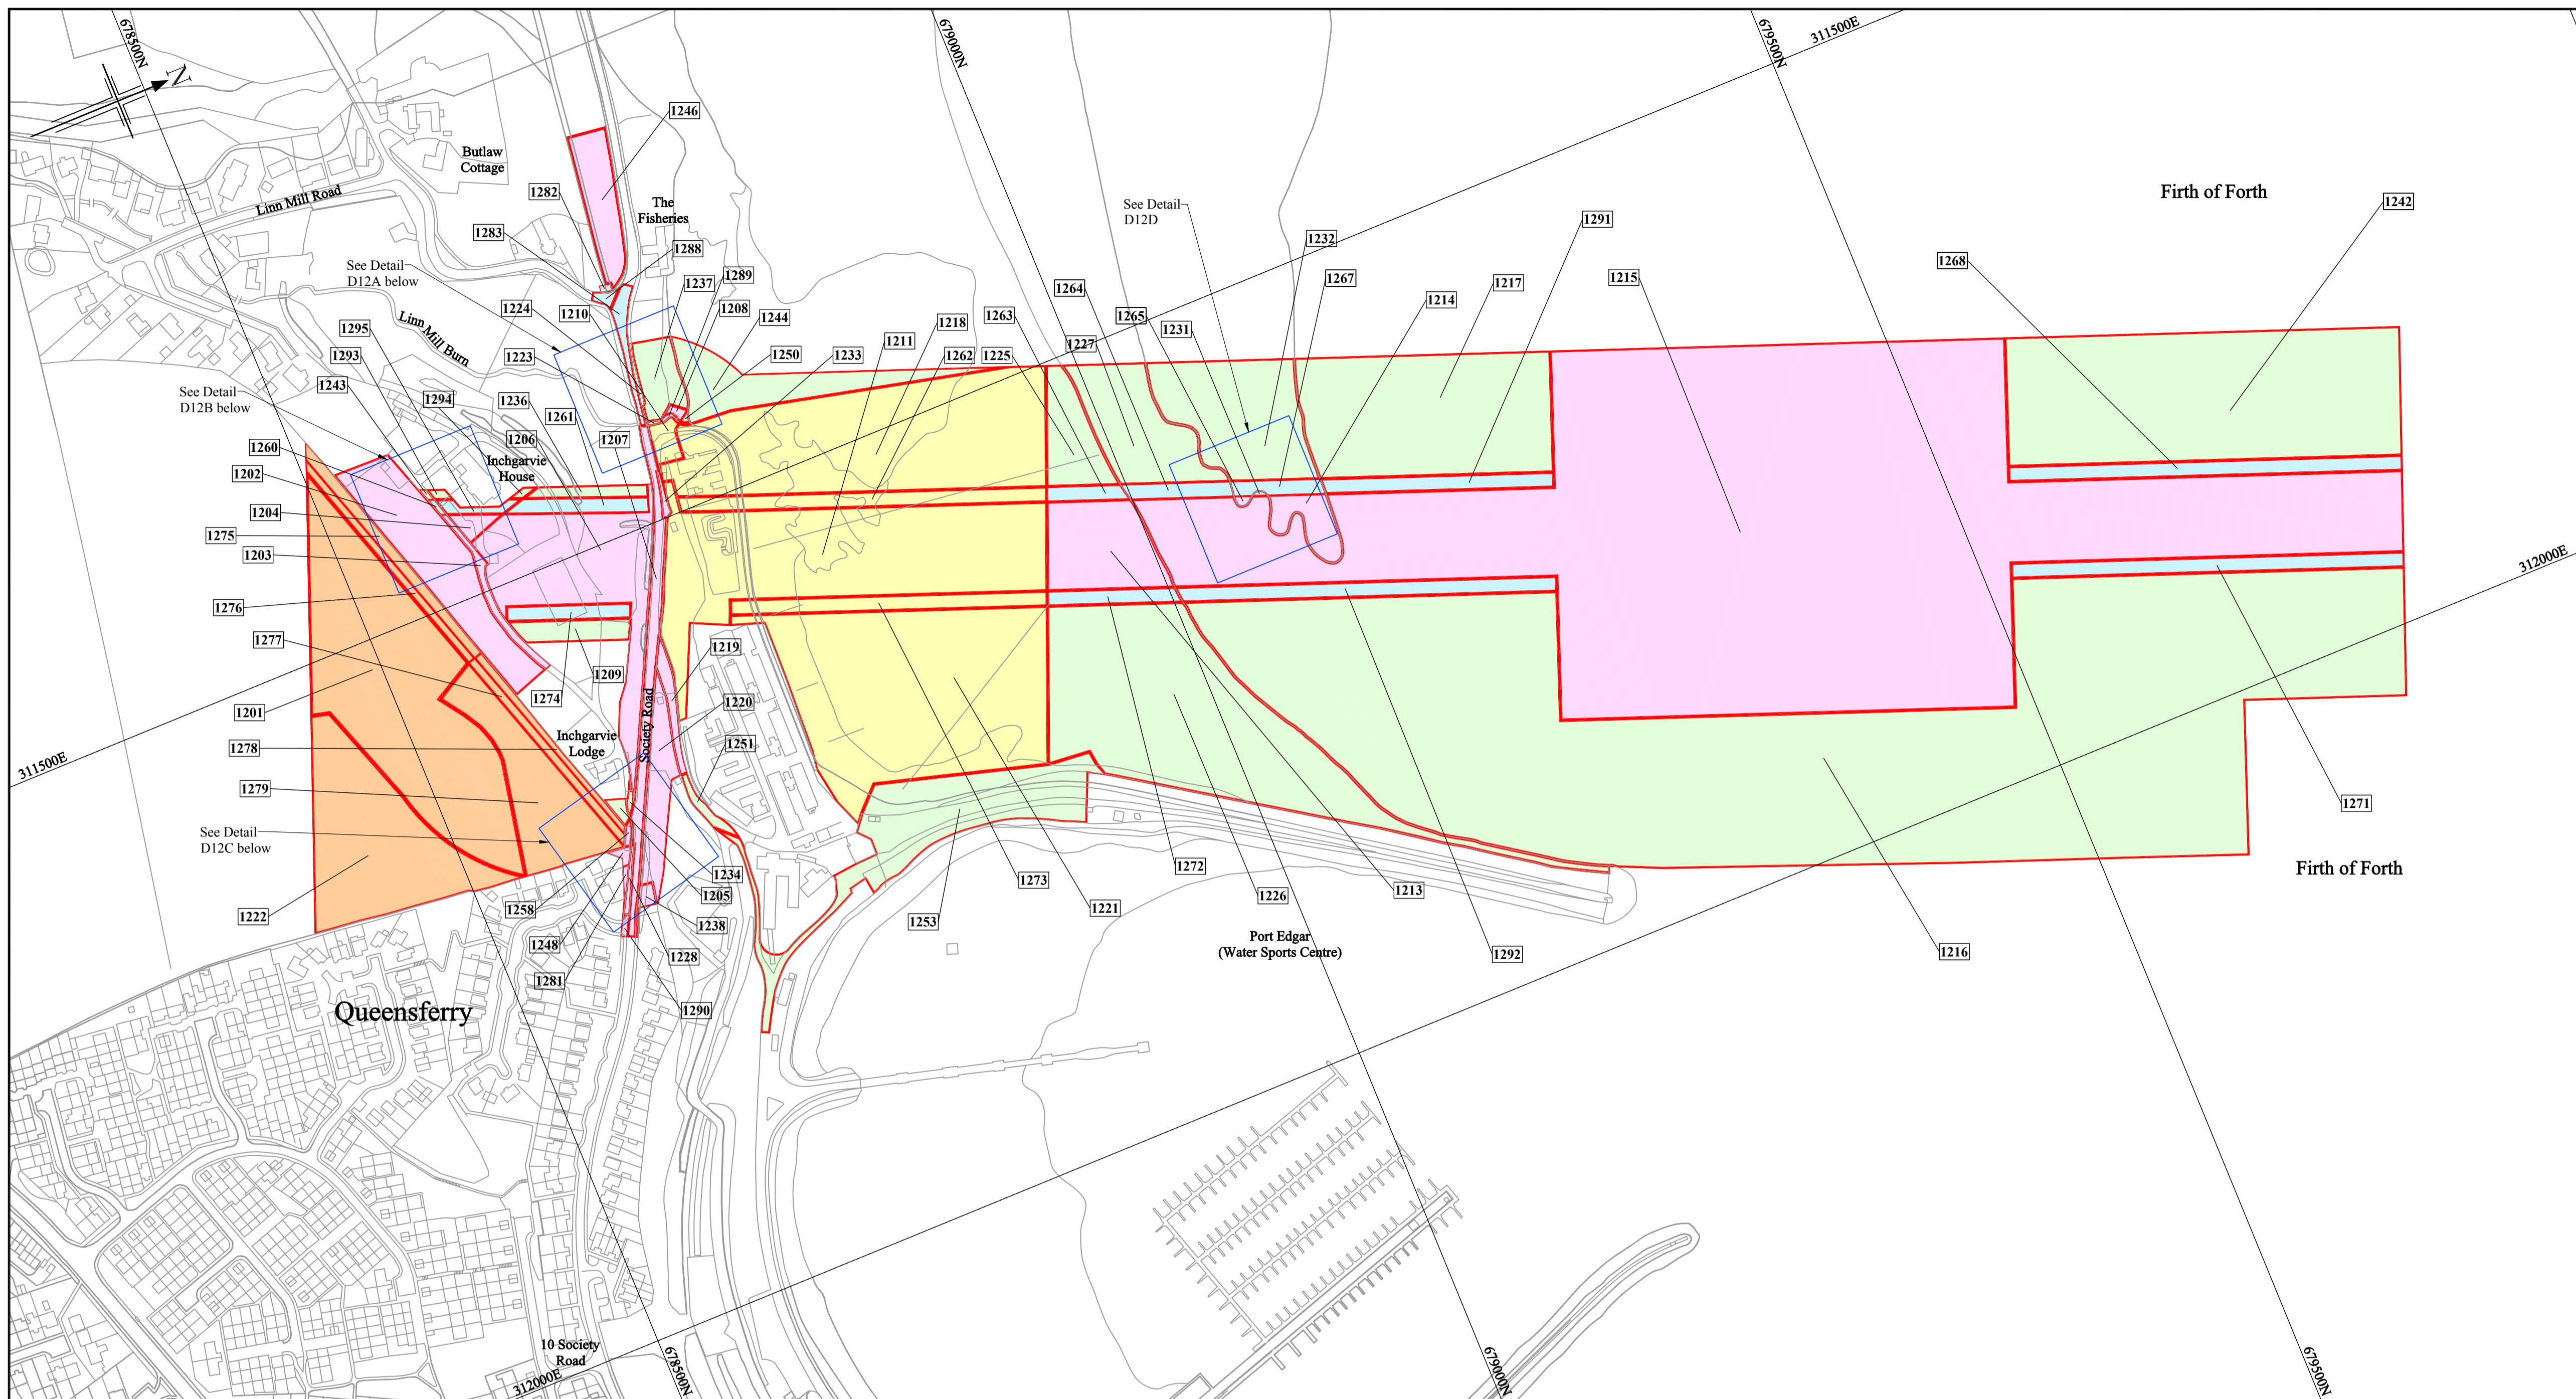 678500N
679000N
679500N
311500E
N
1246
Butlaw
Cottage
Linn Mill Road
1282
The
Fisheries
See Detail
D12D
Firth of Forth
1242
1291
1283
1288
1232
1268
See Detail
D12A below
1237
1289
1267
1215
1217
1224
1210
1208
1244
1264
1214
1263
1265
1231
Linn Mill Burn
1295
1218
1211
1293
1223
1250
1233
1262
1225
1227
See Detail
D12B below
1243
1294
1236
1261
1260
1206
1207
Inchgarvie
House
1202
1204
1275
1203
312000E
1276
1277
1219
1209
1274
1220
1201
Society Road
1278
Inchgarvie
Lodge
1251
311500E
1279
1271
See Detail
D12C below
1272
Firth of Forth
1234
1273
1213
1205
1226
1222
1258
1221
1253
1238
1248
Port Edgar
(Water Sports Centre)
1228
1292
1216
1281
Queensferry
1290
10 Society
Road
312000E
678500N
679000N
679500N